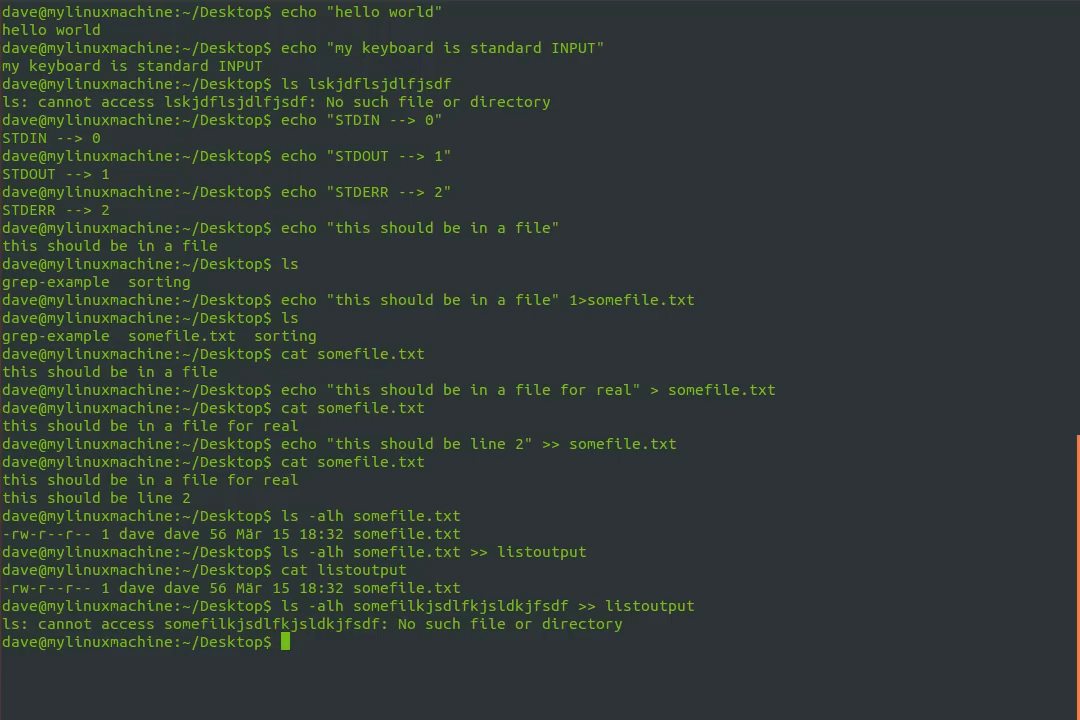 dave@mylinuxmachine:~/Desktop$ echo "hello world"
hello world
dave@mylinuxmachine:~/Desktop$ echo "my keyboard is standard INPUT"
my keyboard is standard INPUT
dave@mylinuxmachine:~/Desktop$ ls lskjdflsjdlfjsdf
ls: cannot access lskjdflsjdlfjsdf: No such file or directory
dave@mylinuxmachine:~/Desktop$ echo "STDIN --> 0"
STDIN --> 0
dave@mylinuxmachine:~/Desktop$ echo "STDOUT --> 1"
STDOUT --> 1
dave@mylinuxmachine:~/Desktop$ echo "STDERR --> 2"
STDERR --> 2
dave@mylinuxmachine:~/Desktop$ echo "this should be in a file"
this should be in a file
dave@mylinuxmachine:~/Desktop$ ls
grep-example  sorting
dave@mylinuxmachine:~/Desktop$ echo "this should be in a file" 1>somefile.txt
dave@mylinuxmachine:~/Desktop$ ls
grep-example  somefile.txt  sorting
dave@mylinuxmachine:~/Desktop$ cat somefile.txt
this should be in a file
dave@mylinuxmachine:~/Desktop$ echo "this should be in a file for real" > somefile.txt
dave@mylinuxmachine:~/Desktop$ cat somefile.txt
this should be in a file for real
dave@mylinuxmachine:~/Desktop$ echo "this should be line 2" >> somefile.txt
dave@mylinuxmachine:~/Desktop$ cat somefile.txt
this should be in a file for real
this should be line 2
dave@mylinuxmachine:~/Desktop$ ls -alh somefile.txt
-rw-r--r-- 1 dave dave 56 Mär 15 18:32 somefile.txt
dave@mylinuxmachine:~/Desktop$ ls -alh somefile.txt >> listoutput
dave@mylinuxmachine:~/Desktop$ cat listoutput
-rw-r--r-- 1 dave dave 56 Mär 15 18:32 somefile.txt
dave@mylinuxmachine:~/Desktop$ ls -alh somefilkjsdlfkjsldkjfsdf >> listoutput
ls: cannot access somefilkjsdlfkjsldkjfsdf: No such file or directory
dave@mylinuxmachine:~/Desktop$